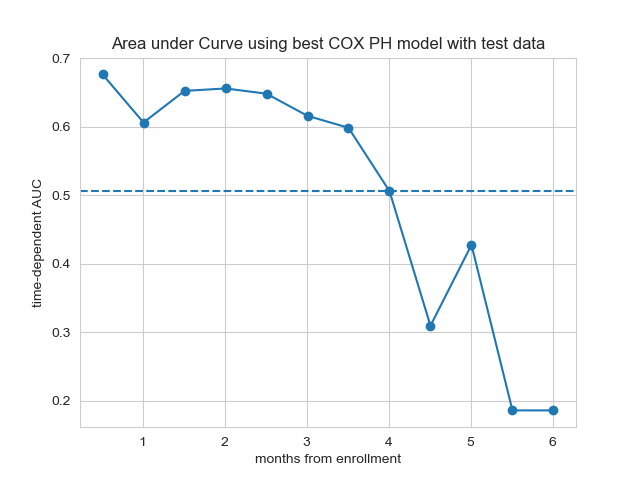 Area under Curve using best COX PH model with test data
0.7
0.6
0.5
0.4
0.3
0.2
time-dependent AUC
1 2 3 4 5 6
months from enrollment